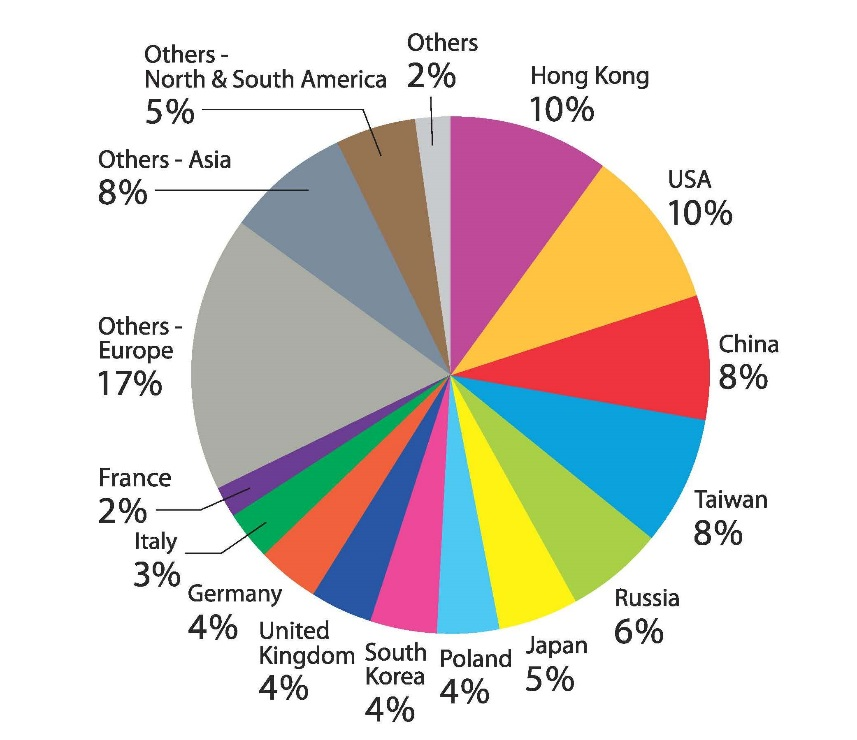 Others
2%
Hong Kong
10%
USA
10%
China
8%
Taiwan
8%
Russia
6%
Japan
5%
Poland
4%
South
Korea
4%
United
Kingdom
4%
Germany
4%
Italy
3%
France
2%
Others -
Europe
17%
Others - Asia
8%
Others -
North & South America
5%